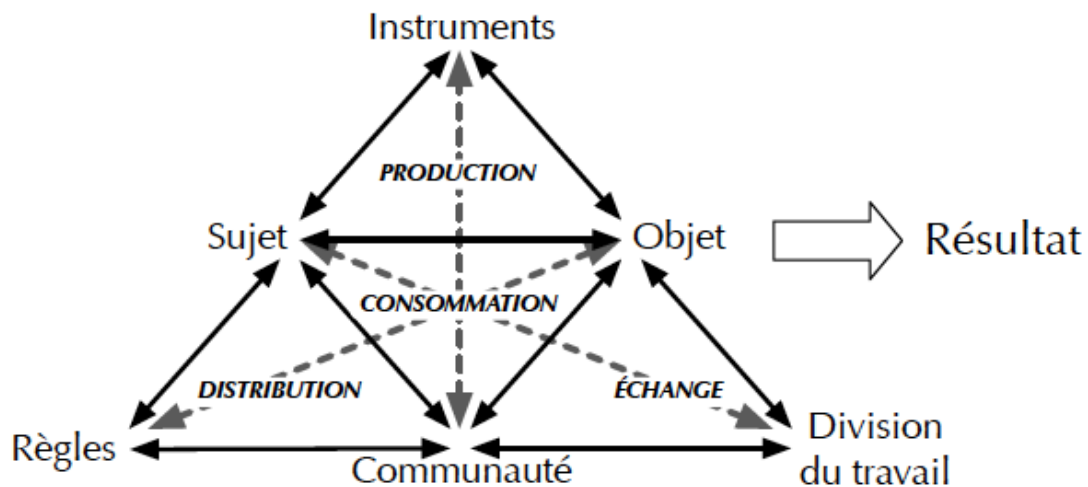 Instruments
PRODUCTION
Sujet
Objet
Résultat
CONSOMMATION
DISTRIBUTION
ÉCHANGE
Règles
Communauté
Division
du travail